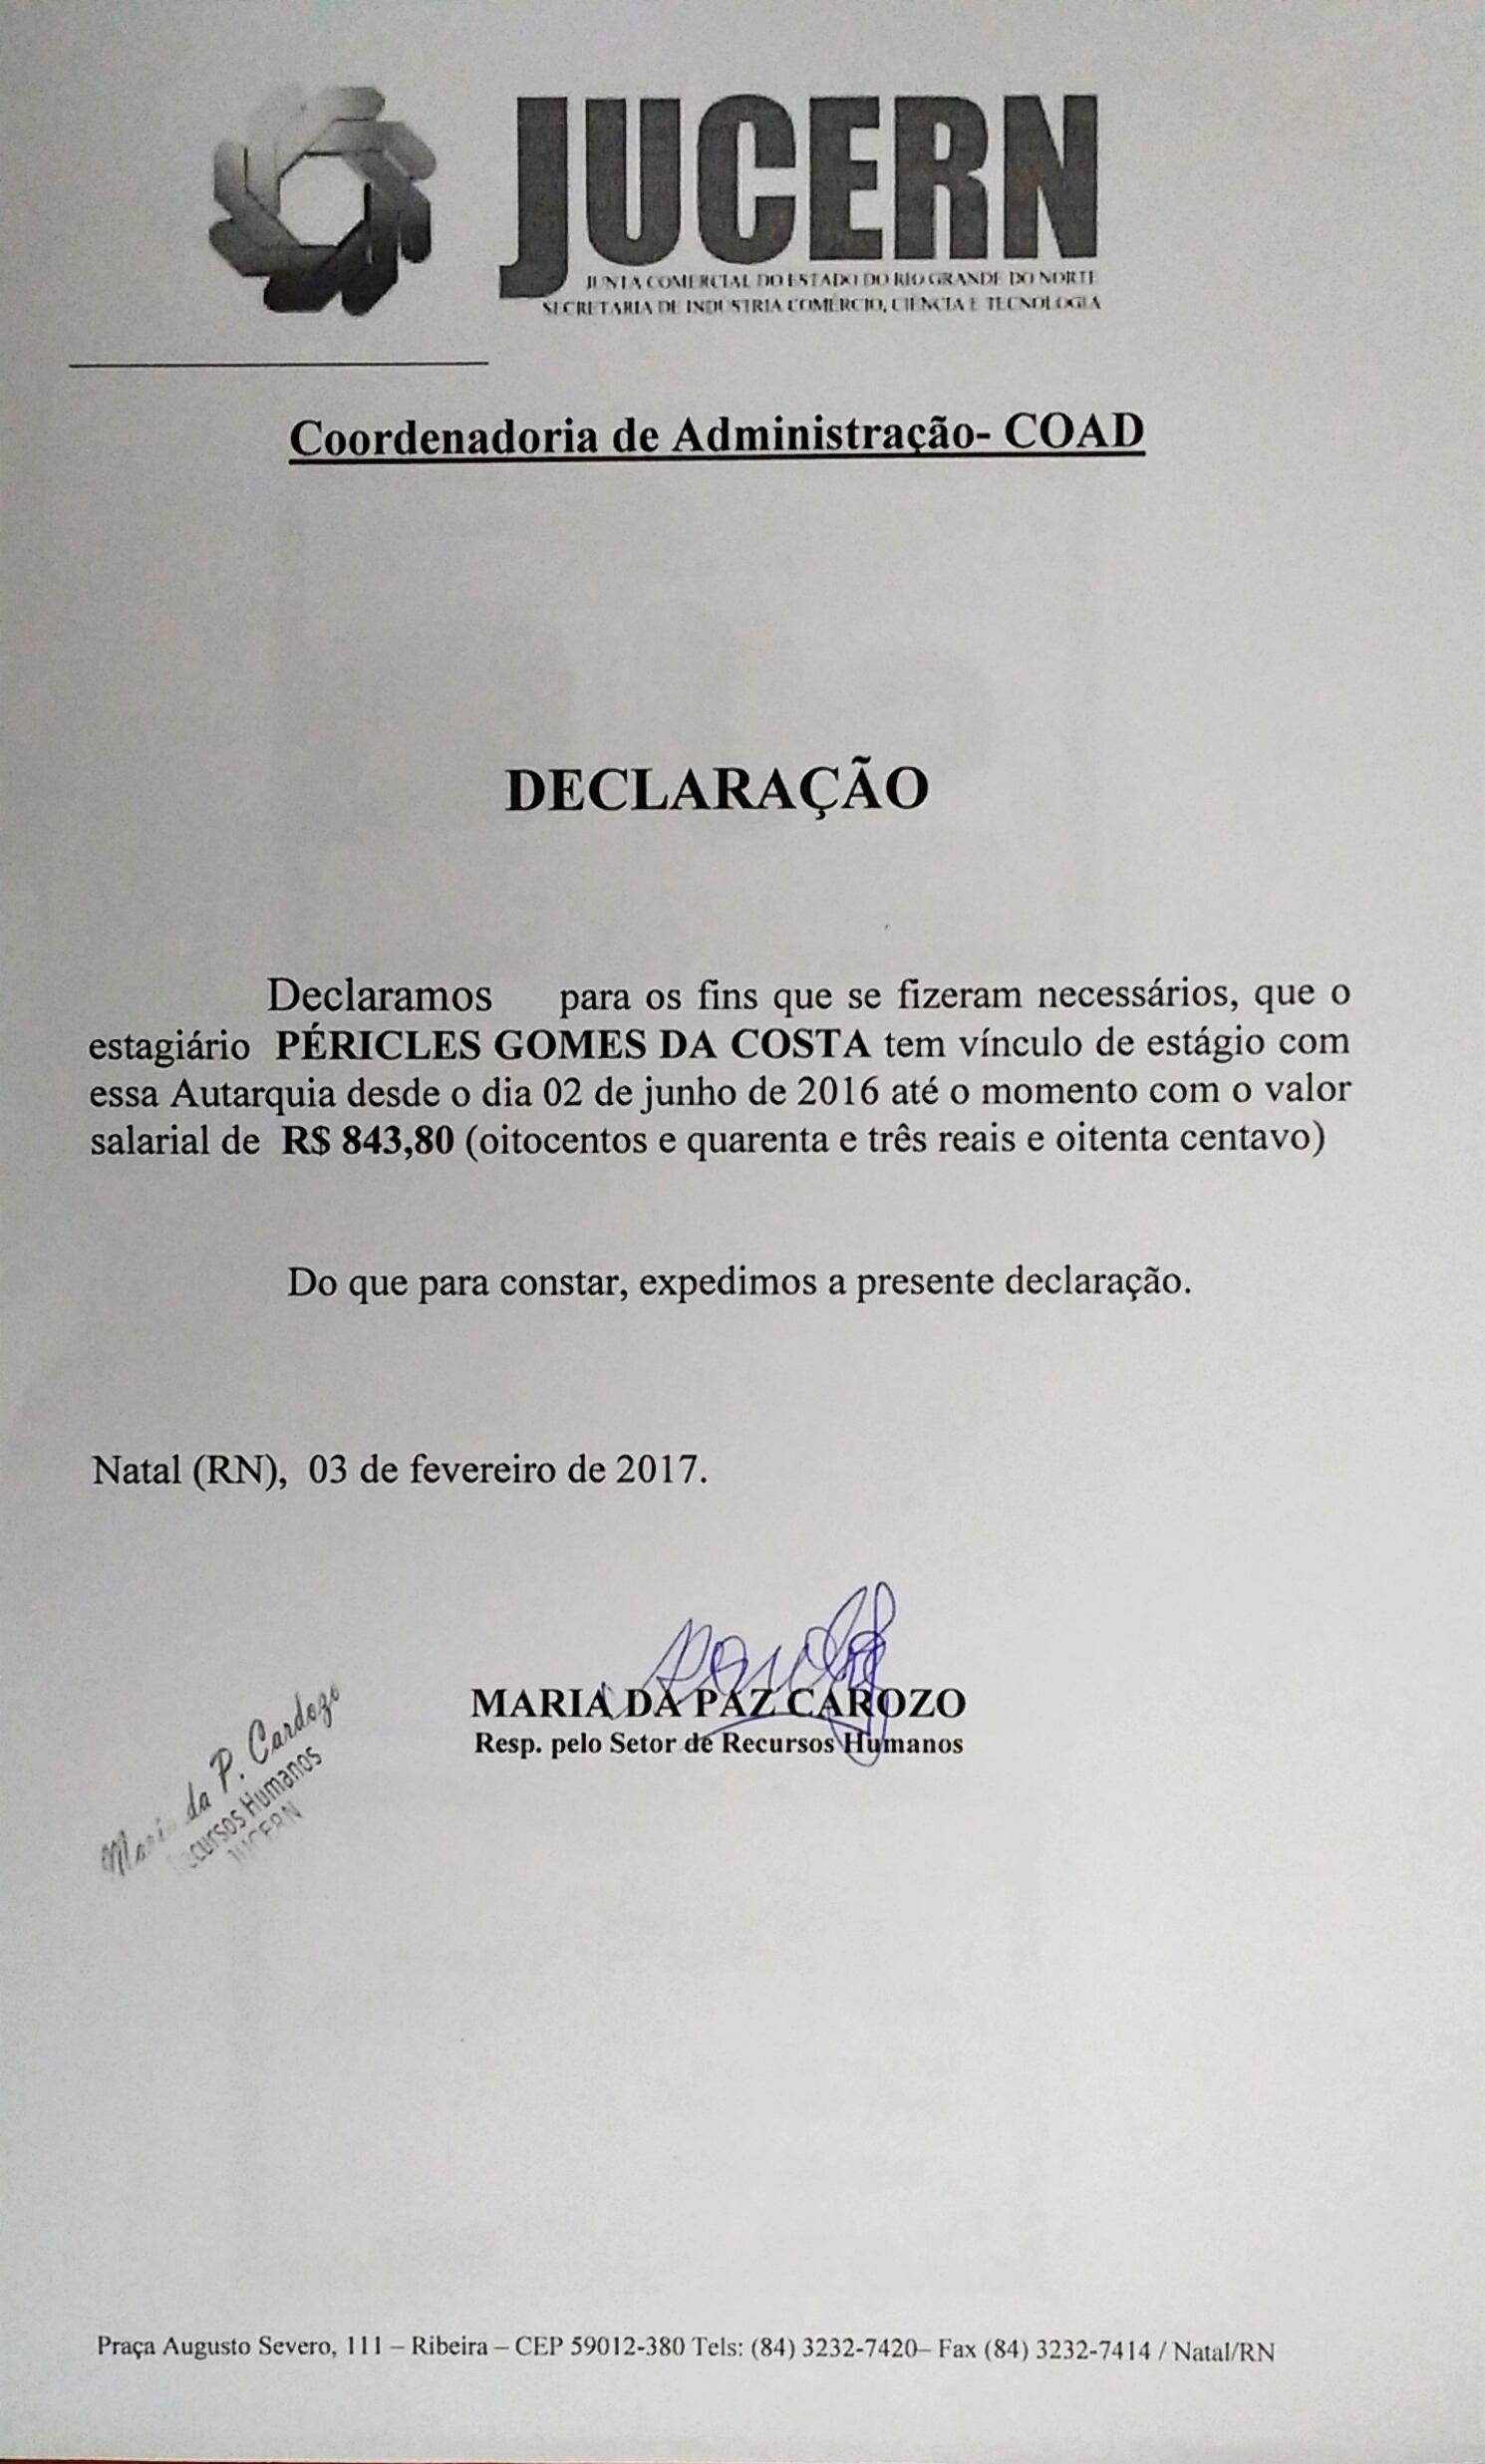 JUCERN
JUNTA COMERCIAL DO ESTADO DO RIO GRANDE DO NORTE
SECRETARIA DE INDUSTRIA COMÉRCIO, CIÊNCIA E TECNOLOGIA
Coordenadoria de Administração- COAD
DECLARAÇÃO
Declaramos para os fins que se fizeram necessários, que o
estagiário PÉRICLES GOMES DA COSTA tem vínculo de estágio com
essa Autarquia desde o dia 02 de junho de 2016 até o momento com o valor
salarial de R$ 843,80 (oitocentos e quarenta e três reais e oitenta centavo)
Do que para constar, expedimos a presente declaração.
Natal (RN), 03 de fevereiro de 2017.
MARIA DA PAZ CAROZO
Resp. pelo Setor de Recursos Humanos
Maria da P. Cardozo
Recursos Humanos
JUCERN
Praça Augusto Severo, 111 – Ribeira – CEP 59012-380 Tels: (84) 3232-7420– Fax (84) 3232-7414 / Natal/RN